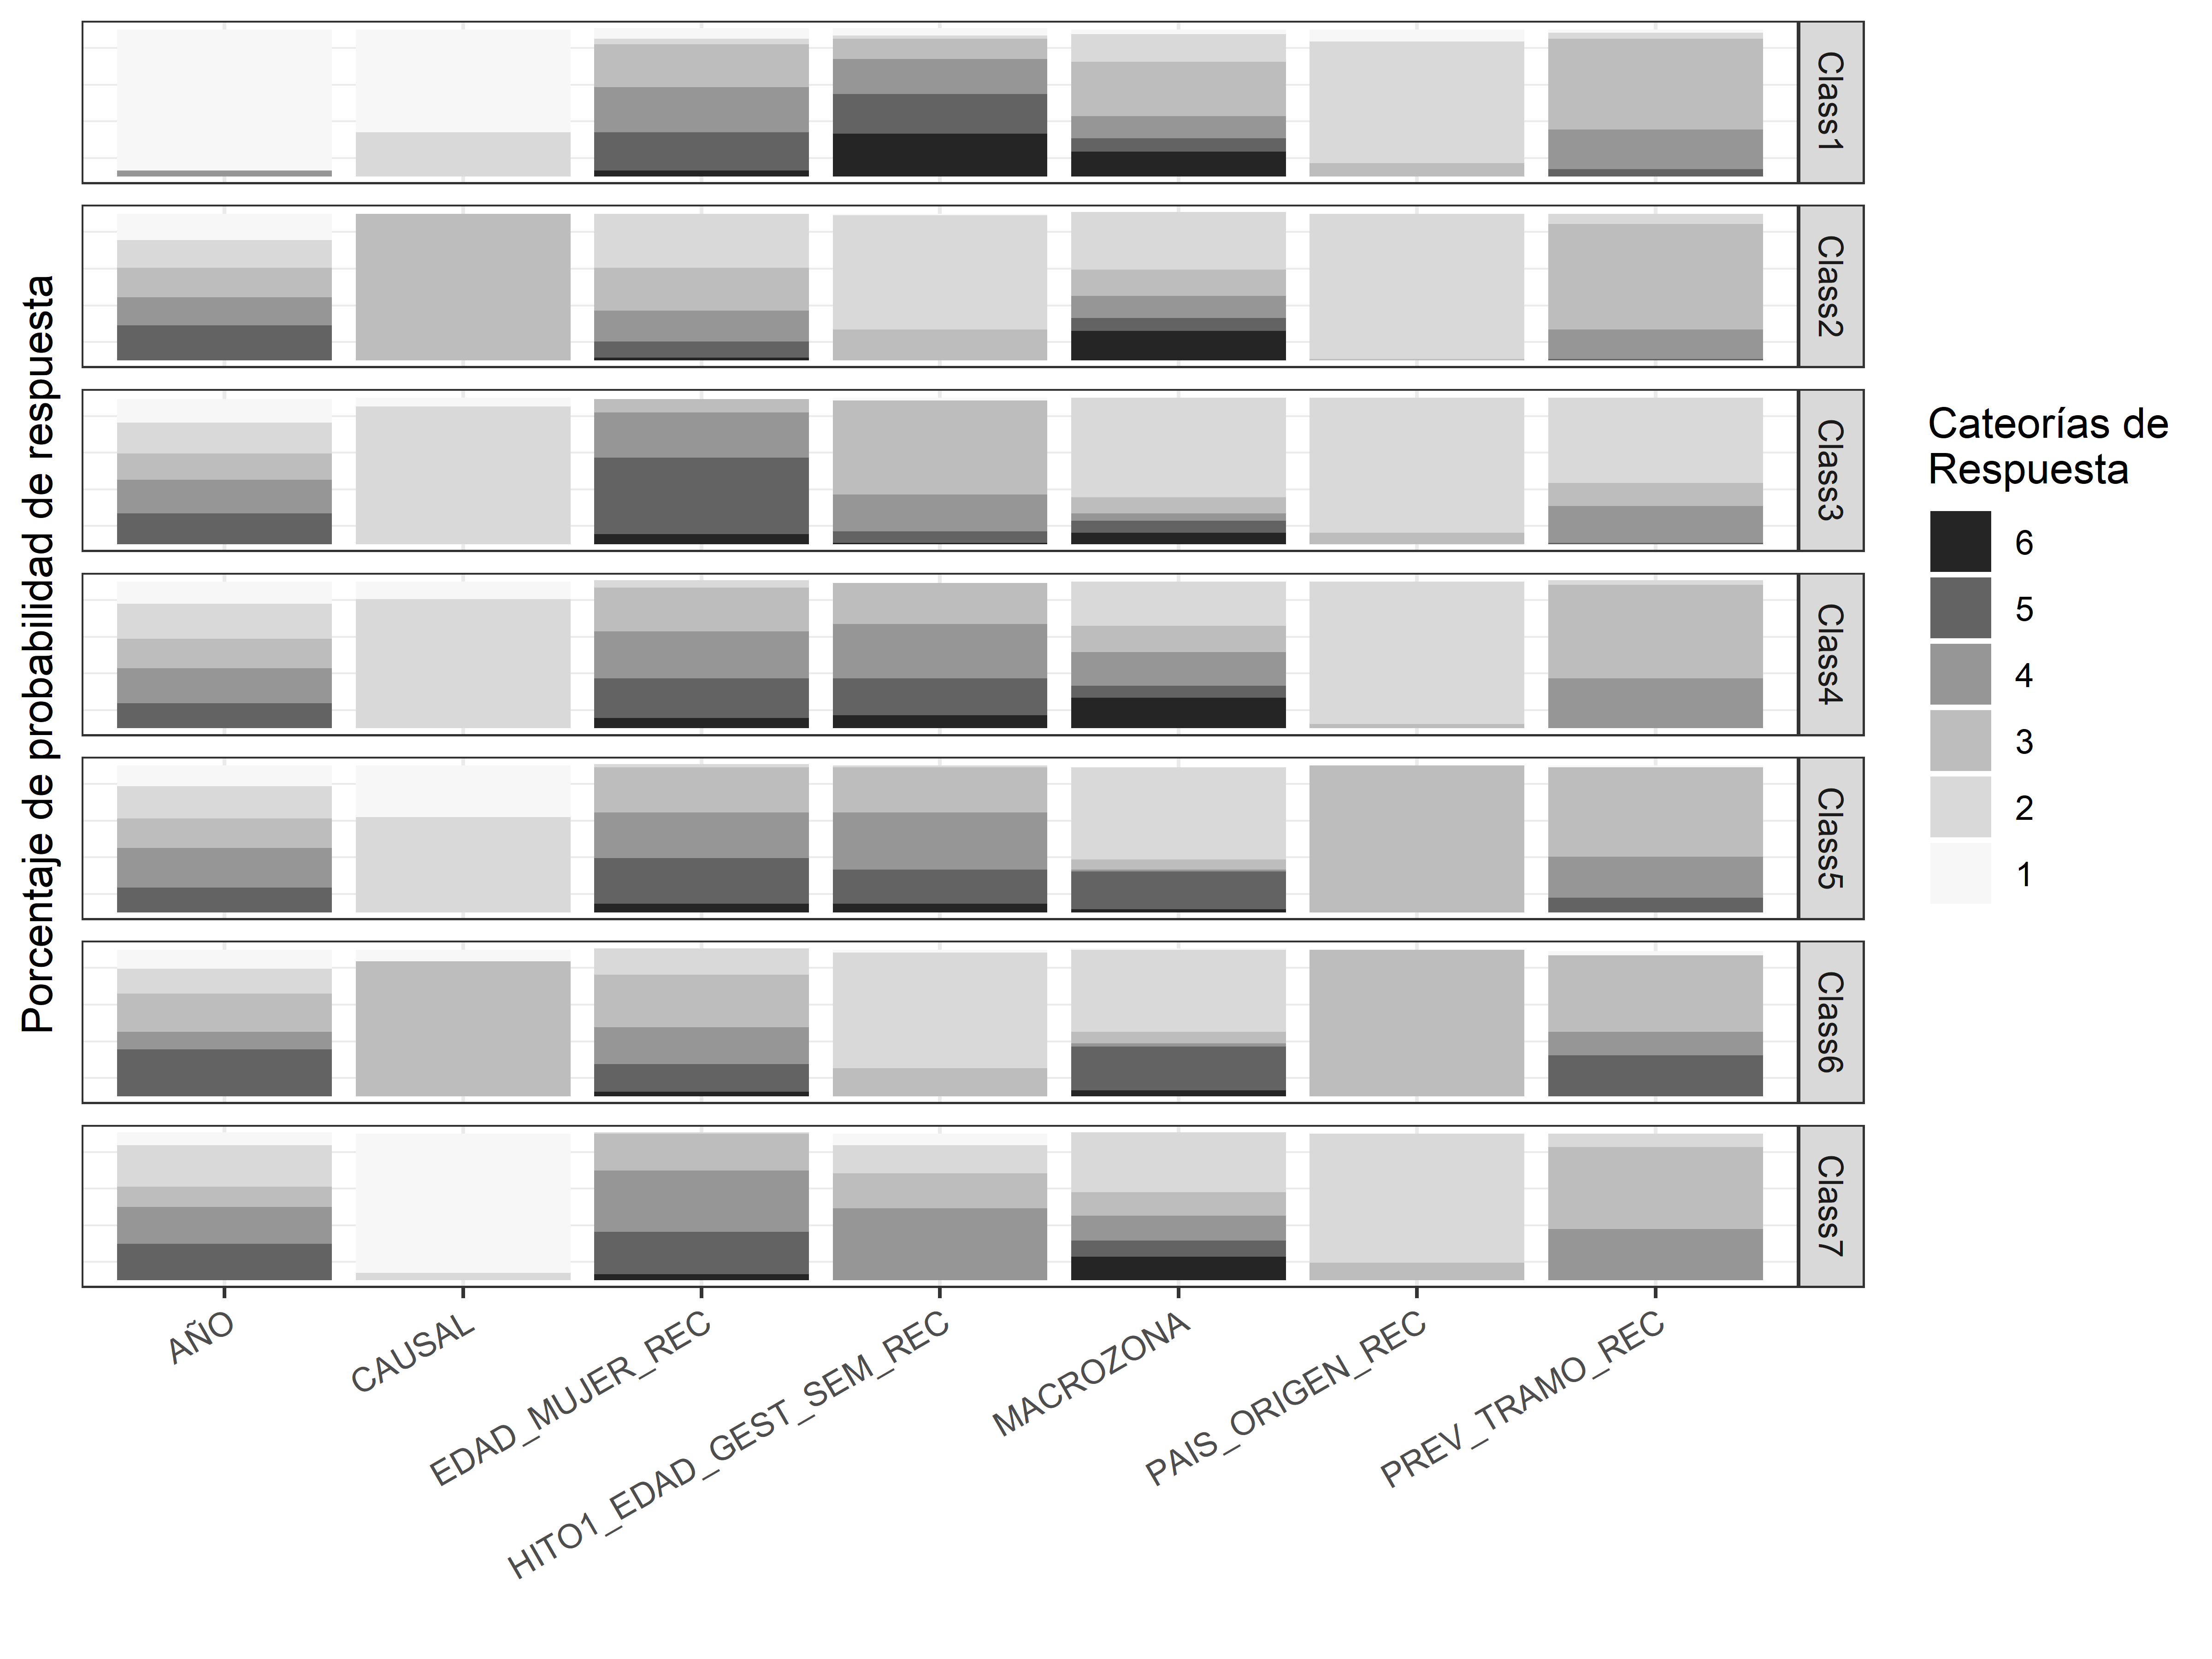 Porcentaje de probabilidad de respuesta
Class1
Class2
Class3
Class4
Class5
Class6
Class7
AÑO
CAUSAL
EDAD_MUJER_REC
HITO1_EDAD_GEST_SEM_REC
MACROZONA
PAIS_ORIGEN_REC
PREV_TRAMO_REC
Cateorías de
Respuesta
6
5
4
3
2
1